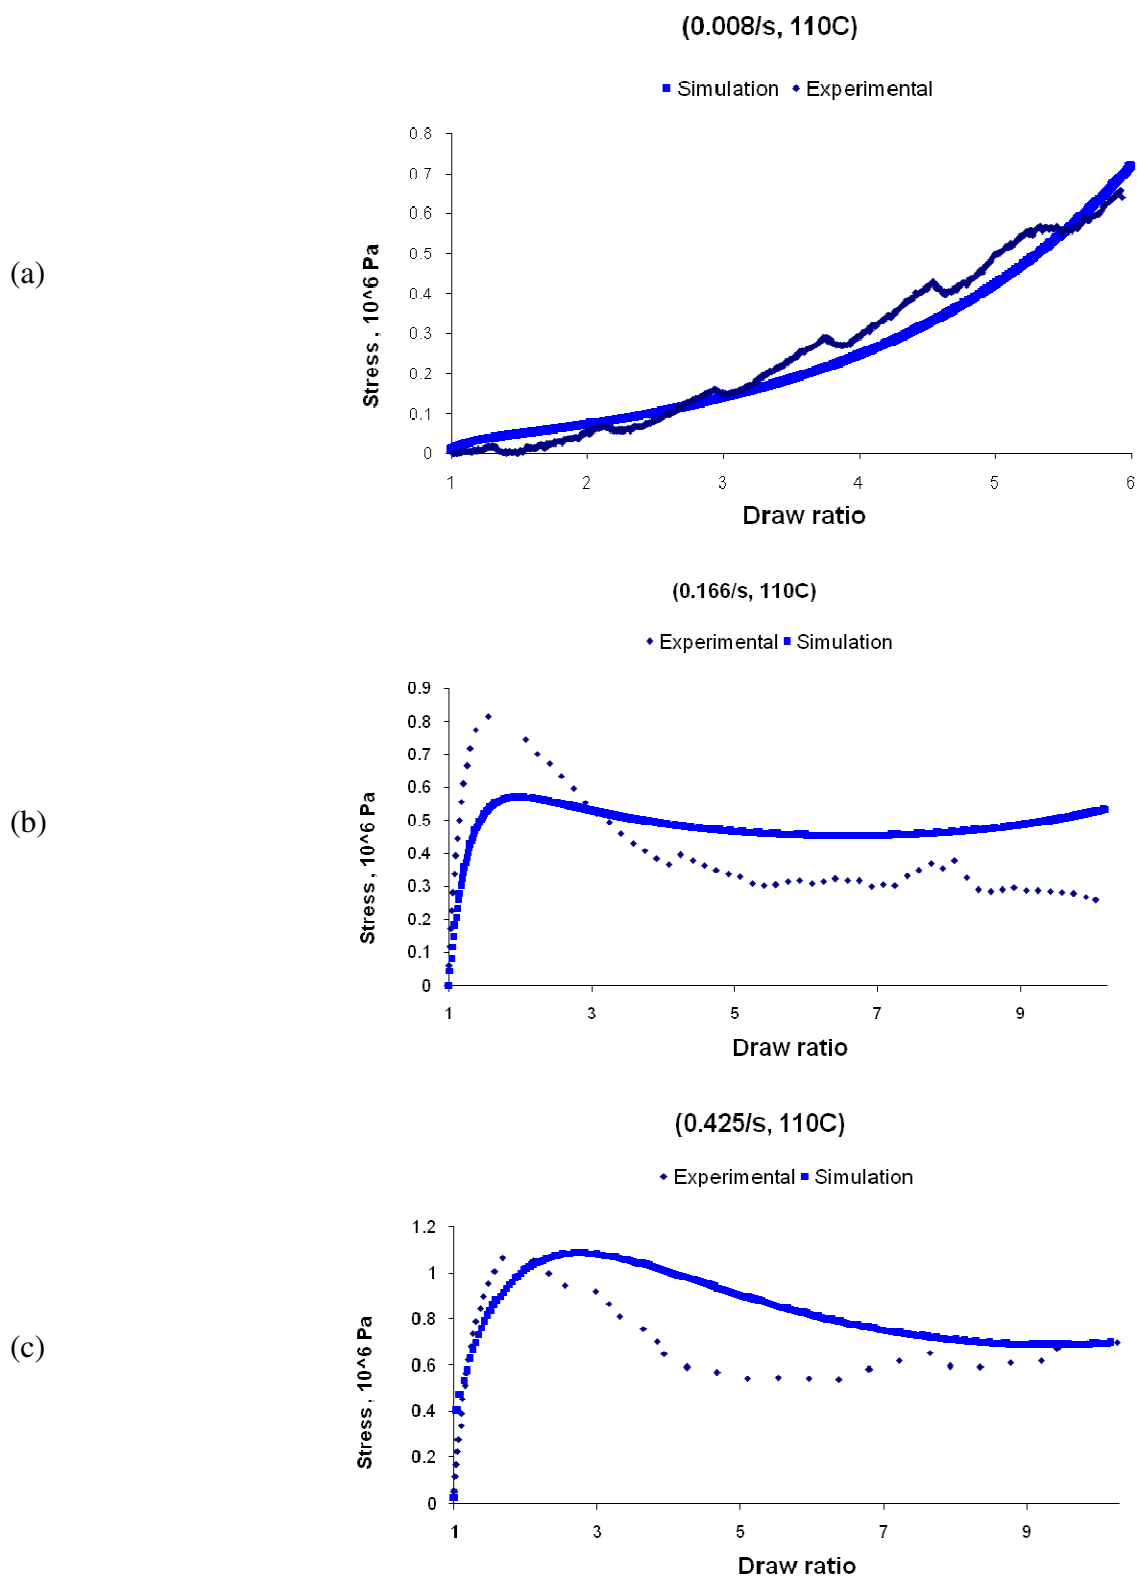 (0.008/s, 110C)
Simulation Experimental
0.8
0.7
0.6
0.5
0.4
0.3
0.2
0.1
0
Stress , 10^6 Pa
(a)
1 2 3 4 5 6
Draw ratio
(0.166/s, 110C)
Experimental Simulation
0.9
0.8
0.7
0.6
0.5
0.4
0.3
0.2
0.1
0
Stress , 10^6 Pa
(b)
1 3 5 7 9
Draw ratio
(0.425/s, 110C)
Experimental Simulation
1.2
1
0.8
0.6
0.4
0.2
0
Stress , 10^6 Pa
(c)
1 3 5 7 9
Draw ratio